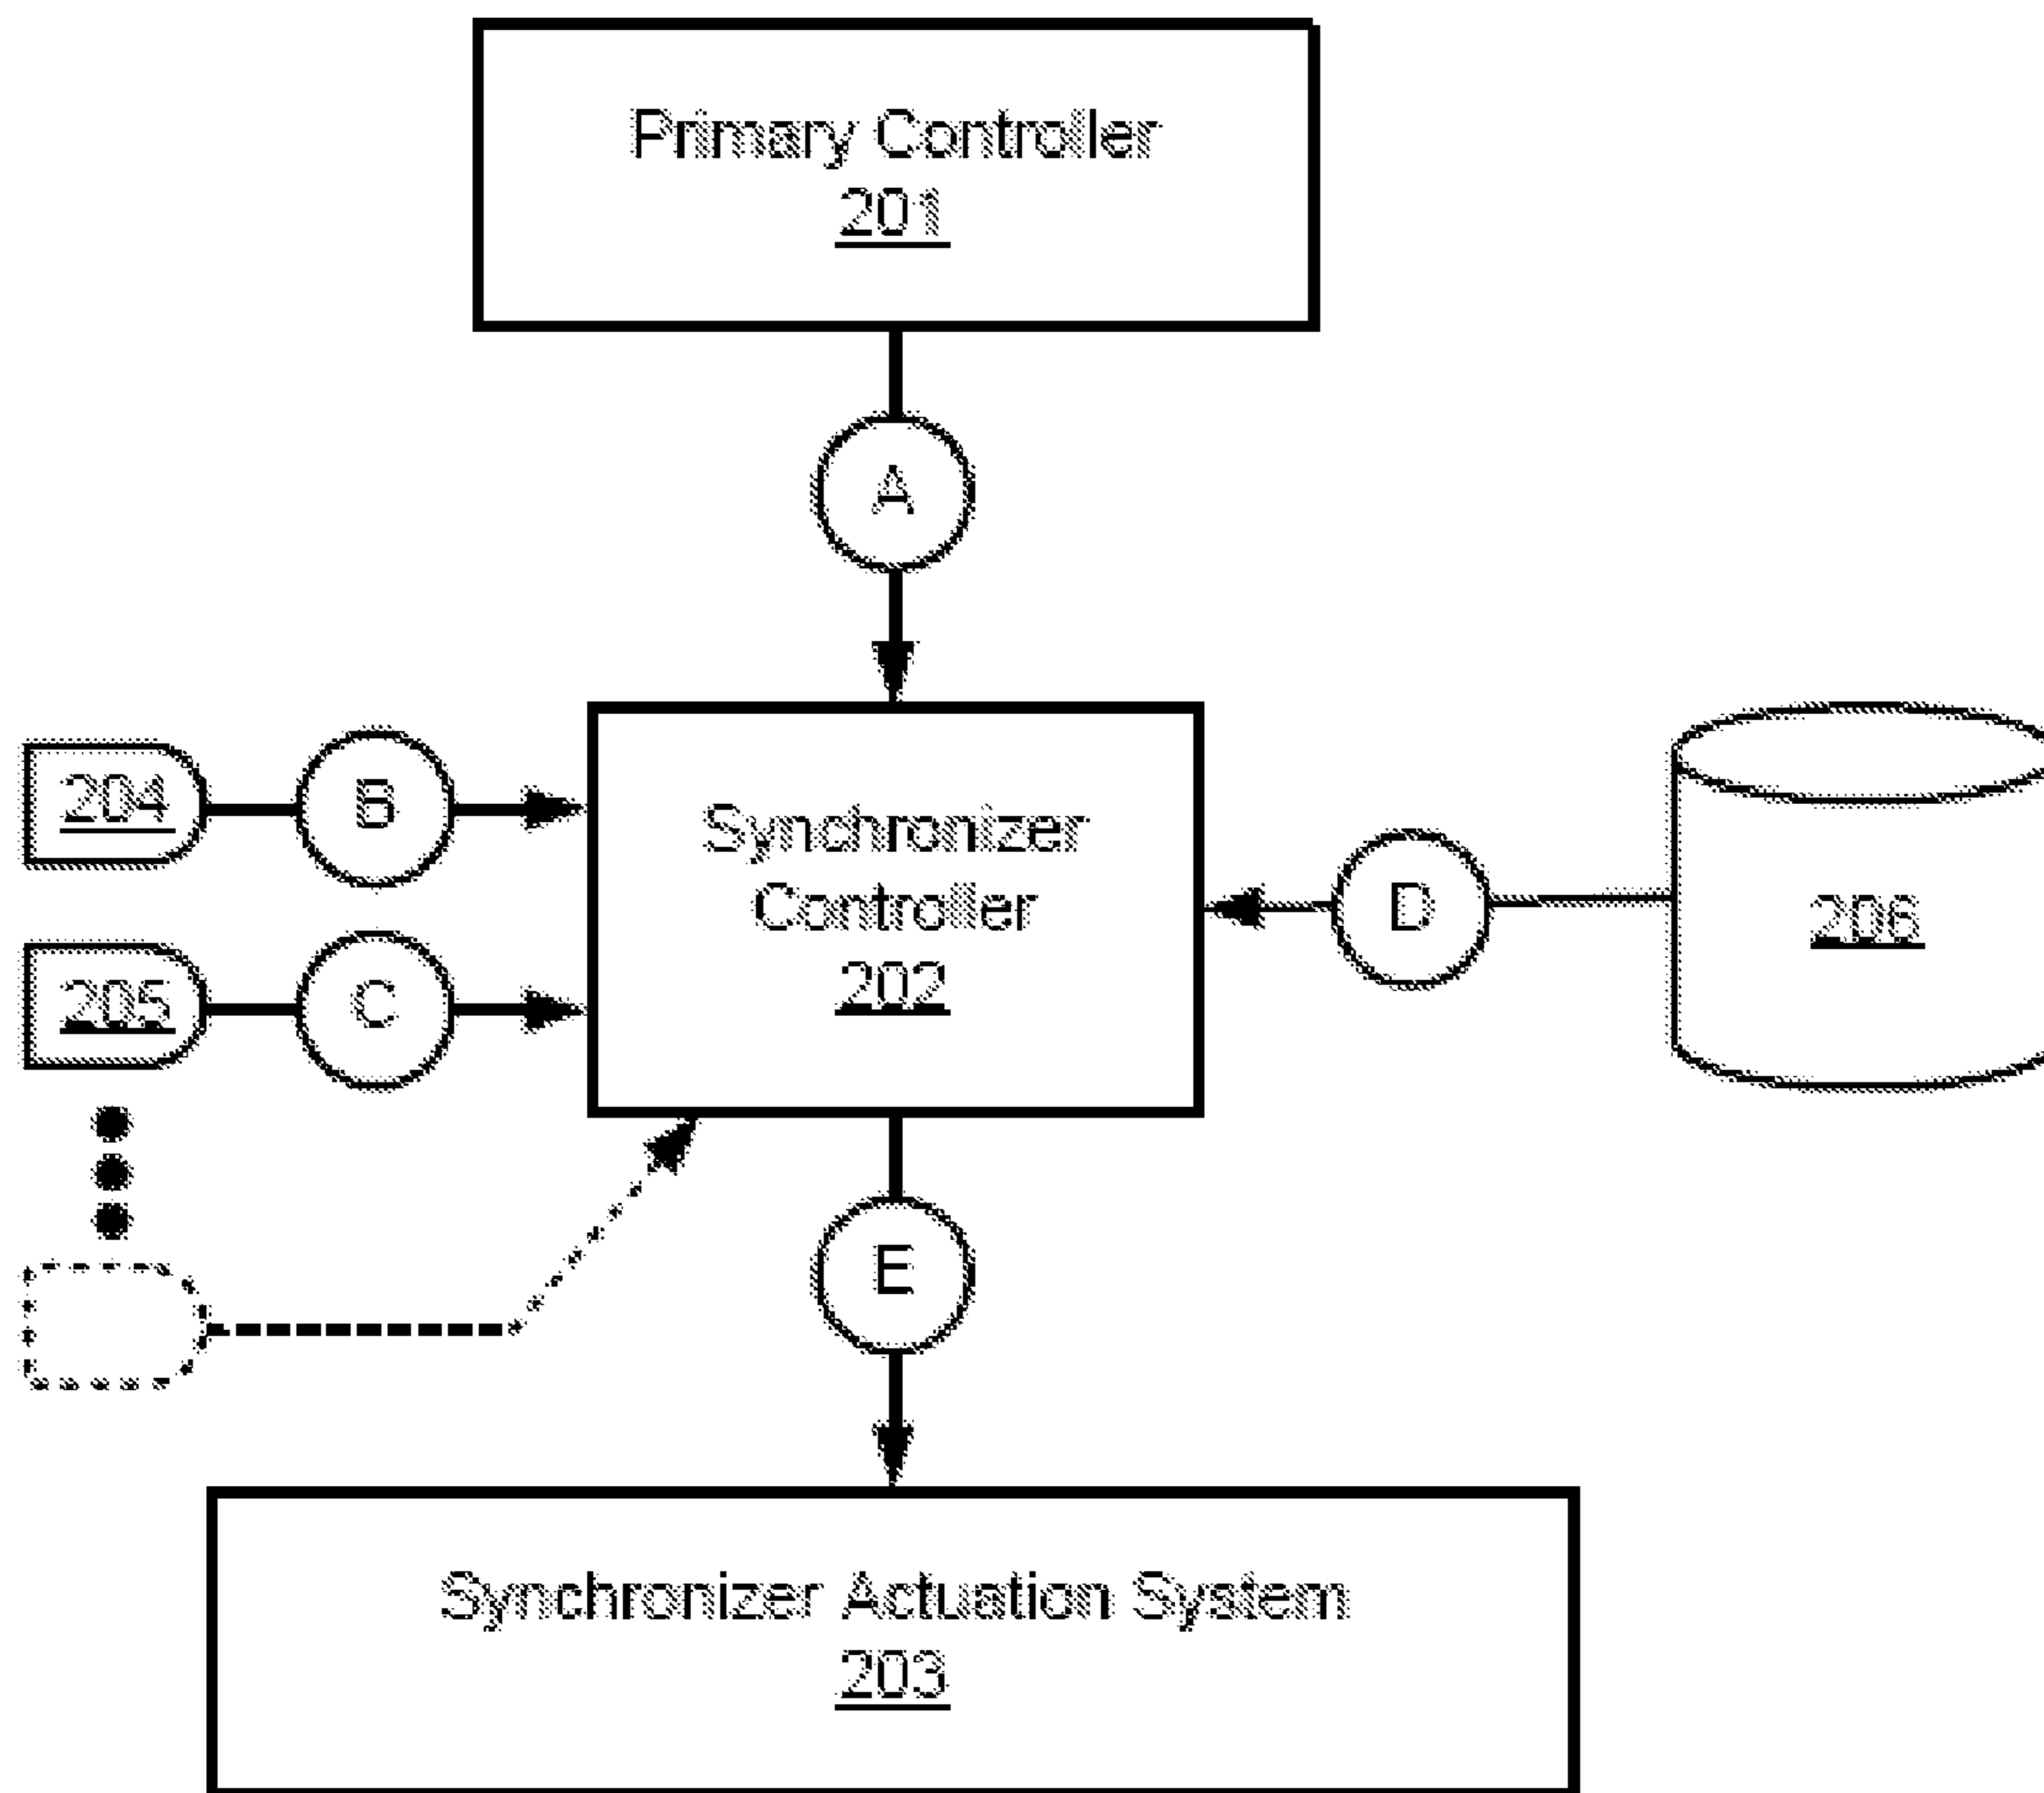 Primary Controller
201
A
204
B
Synchronizer
Controller
202
D
206
205
C
E
Synchronizer Actuation System
203